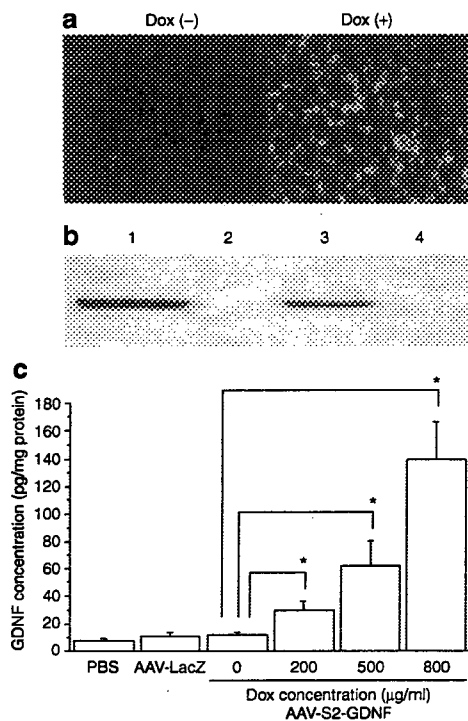 a Dox (–) Dox (+)
b 1 2 3 4
c
GDNF concentration (pg/mg protein)
180
160
140
120
100
80
60
40
20
0
* * *
PBS AAV-LacZ 0 200 500 800
Dox concentration (μg/ml)
AAV-S2-GDNF